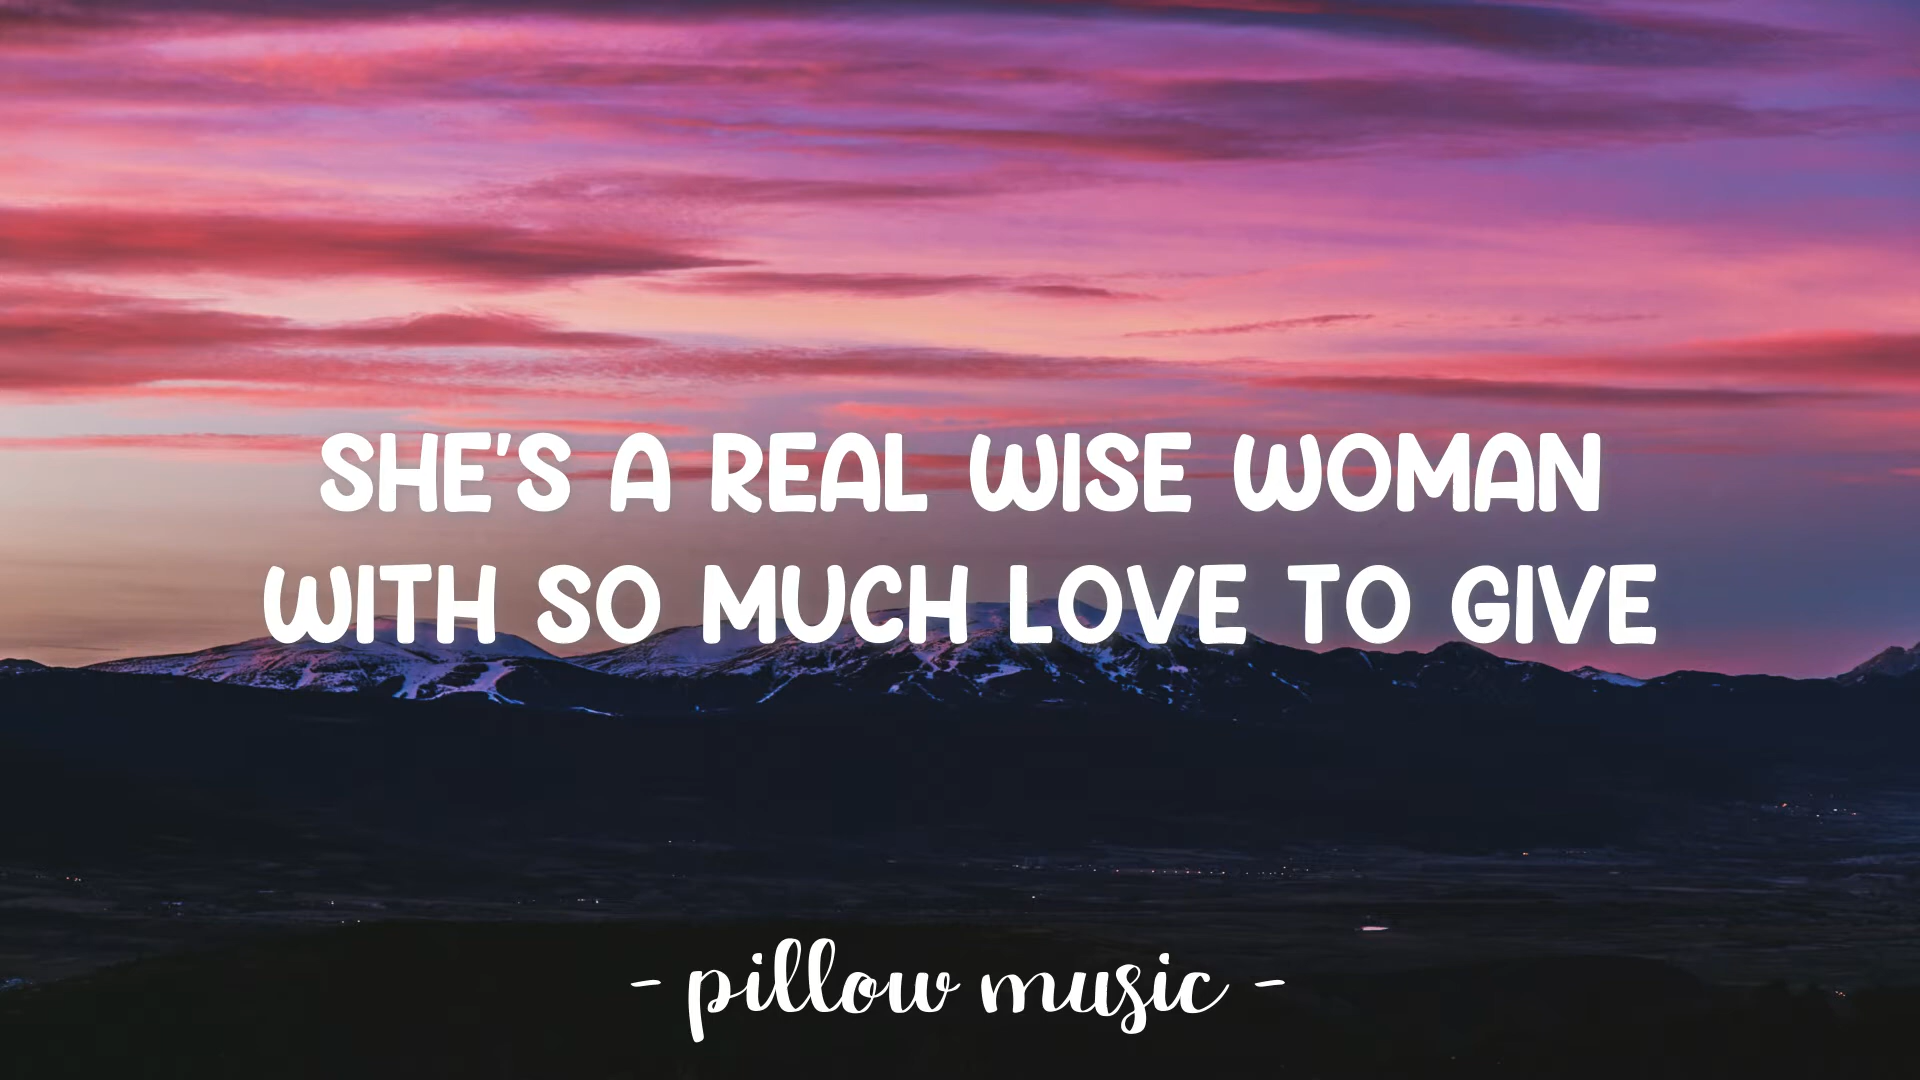 SHE'S A REAL WISE WOMAN
WITH SO MUCH LOVE TO GIVE
- pillow music -